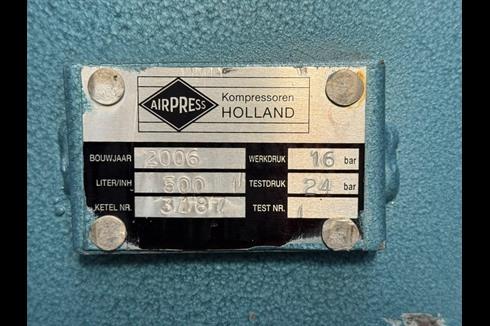 AIRPRESS
Kompressoren
HOLLAND
BOUWJAAR 2006 WERKDRUK 16 bar
LITER/INH 500 TESTDRUK 24 bar
KETEL NR. TEST NR.